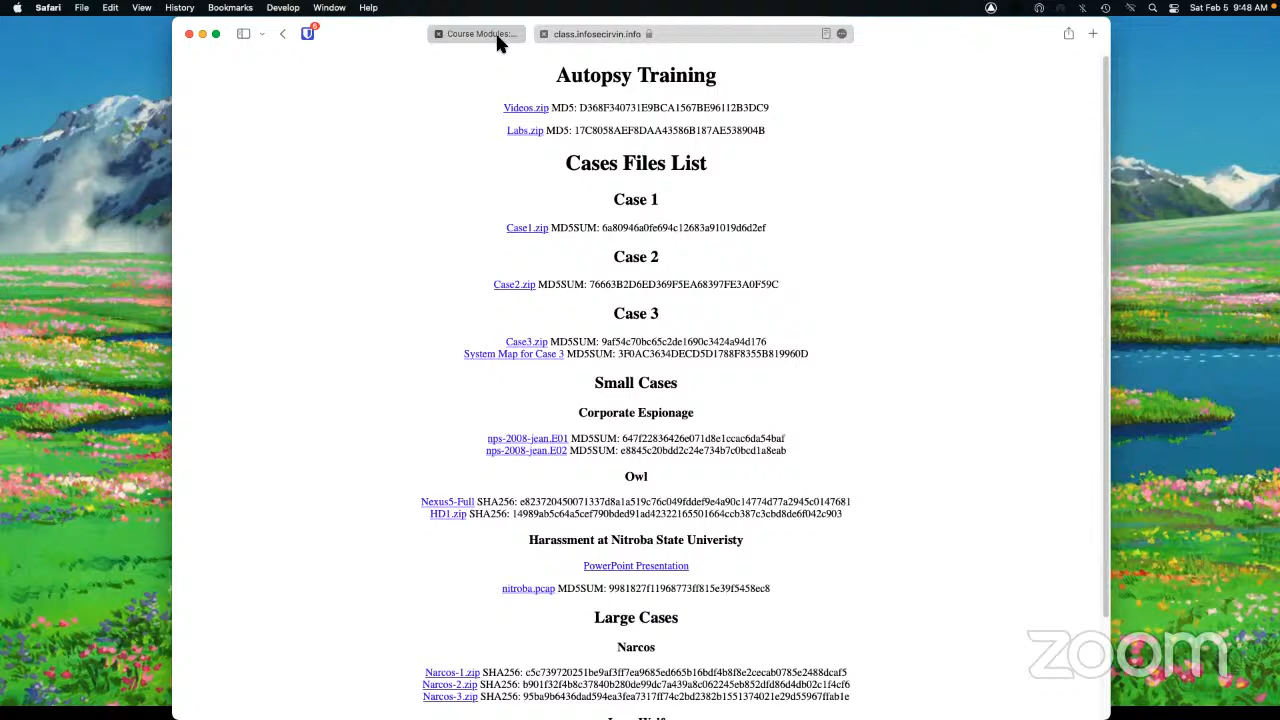 Safari File Edit View History Bookmarks Develop Window Help
Sat Feb 5 9:48 AM
6
Course Modules:...
class.infosecirvin.info
Autopsy Training
Videos.zip MD5: D368F340731E9BCA1567BE96112B3DC9
Labs.zip MD5: 17C8058AEF8DAA43586B187AE538904B
Cases Files List
Case 1
Case1.zip MD5SUM: 6a80946a0fe694c12683a91019d6d2ef
Case 2
Case2.zip MD5SUM: 76663B2D6ED369F5EA68397FE3A0F59C
Case 3
Case3.zip MD5SUM: 9af54c70bc65c2de1690c3424a94d176
System Map for Case 3 MD5SUM: 3F0AC3634DECD5D1788F8355B819960D
Small Cases
Corporate Espionage
nps-2008-jean.E01 MD5SUM: 647f22836426e071d8e1ccac6da54baf
nps-2008-jean.E02 MD5SUM: e8845c20bdd2c24e734b7c0bcd1a8eab
Owl
Nexus5-Full SHA256: e823720450071337d8a1a519c76c049fddef9e4a90c14774d77a2945c0147681
HD1.zip SHA256: 14989ab5c64a5cef790bded91ad42322165501664ccb387c3cbd8de6f042c903
Harassment at Nitroba State Univeristy
PowerPoint Presentation
nitroba.pcap MD5SUM: 9981827f11968773ff815e39f5458ec8
Large Cases
Narcos
Narcos-1.zip SHA256: c5c739720251be9af3ff7ea9685ed665b16bdf4b8f8e2cecab0785e2488dcaf5
Narcos-2.zip SHA256: b901f32f4b8c37840b280de99dc7a439a8c062245eb852dfd86d4db02c1f4cf6
Narcos-3.zip SHA256: 95ba9b6436dad594ea3fea7317ff74c2bd2382b1551374021e29d55967ffab1e
zoom